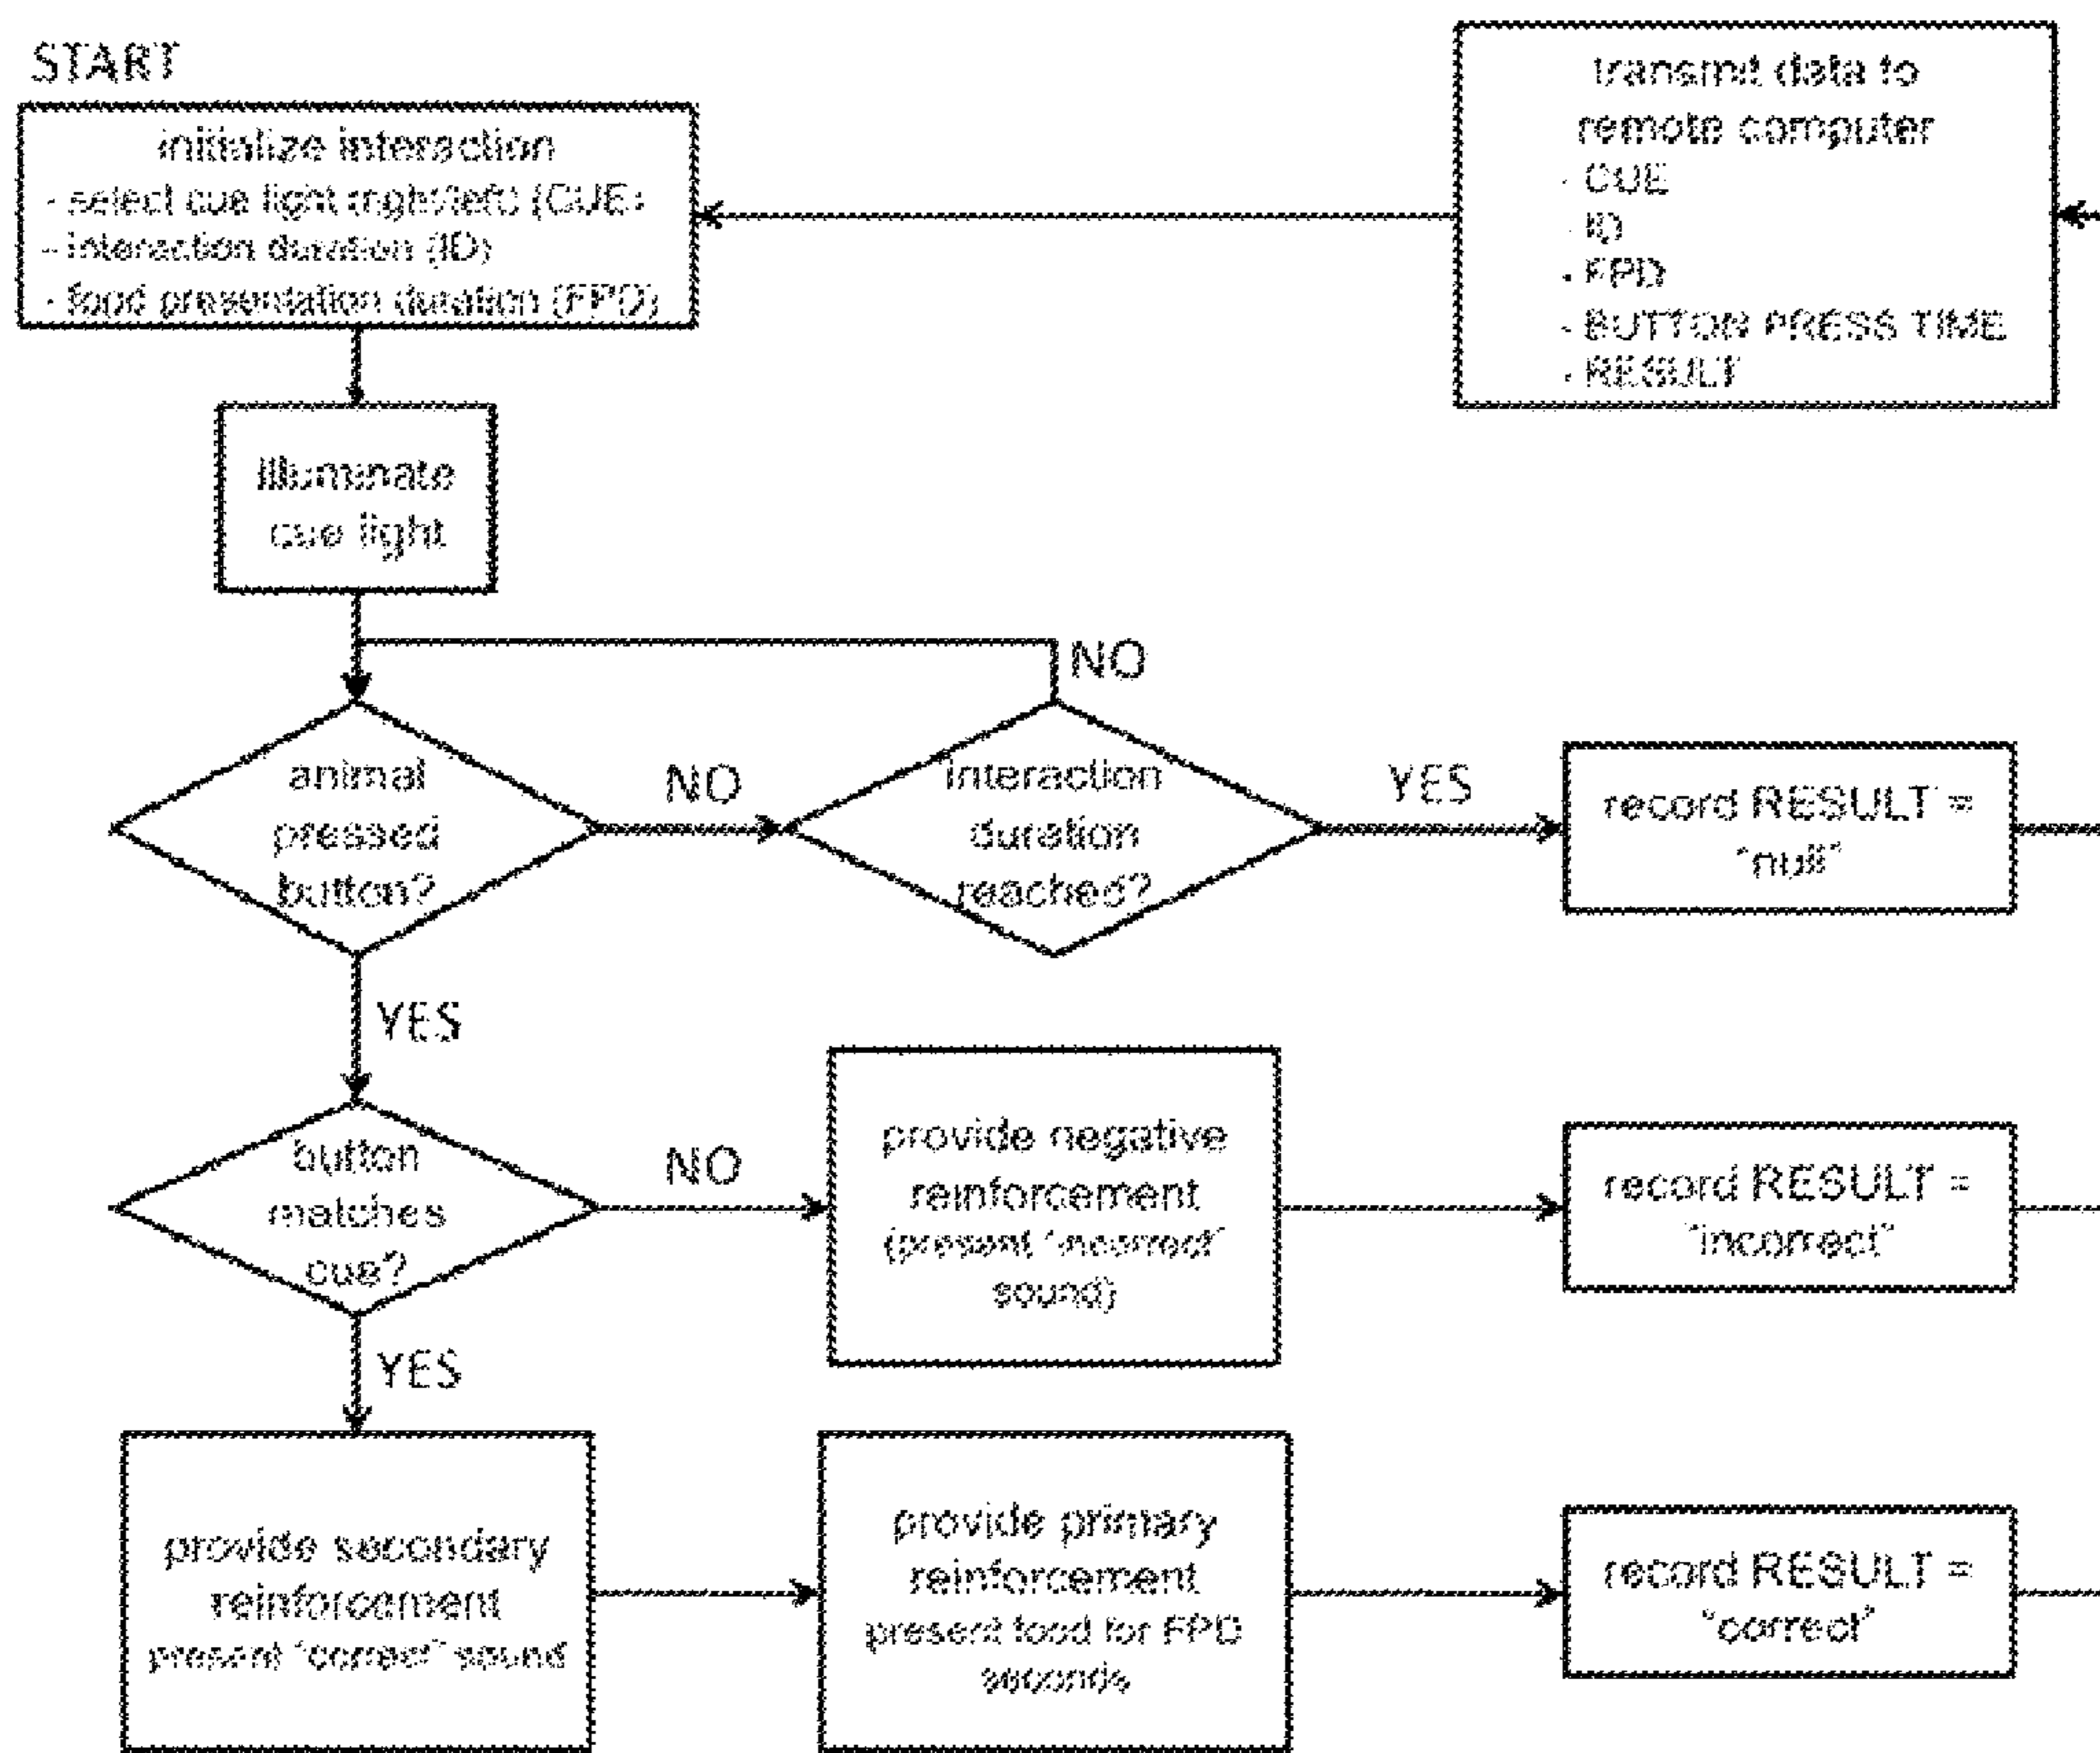 START
initialize interaction
- select cue light (right/left) (CUE)
- interaction duration (ID)
- food presentation duration (FPD)
transmit data to
remote computer
- CUE
- ID
- FPD
- BUTTON PRESS TIME
- RESULT
illuminate
cue light
NO
animal
pressed
button?
NO
interaction
duration
reached?
YES
record RESULT =
"null"
YES
button
matches
cue?
NO
provide negative
reinforcement
(present "incorrect"
sound)
record RESULT =
"incorrect"
YES
provide secondary
reinforcement
present "correct" sound
provide primary
reinforcement
present food for FPD
seconds
record RESULT =
"correct"